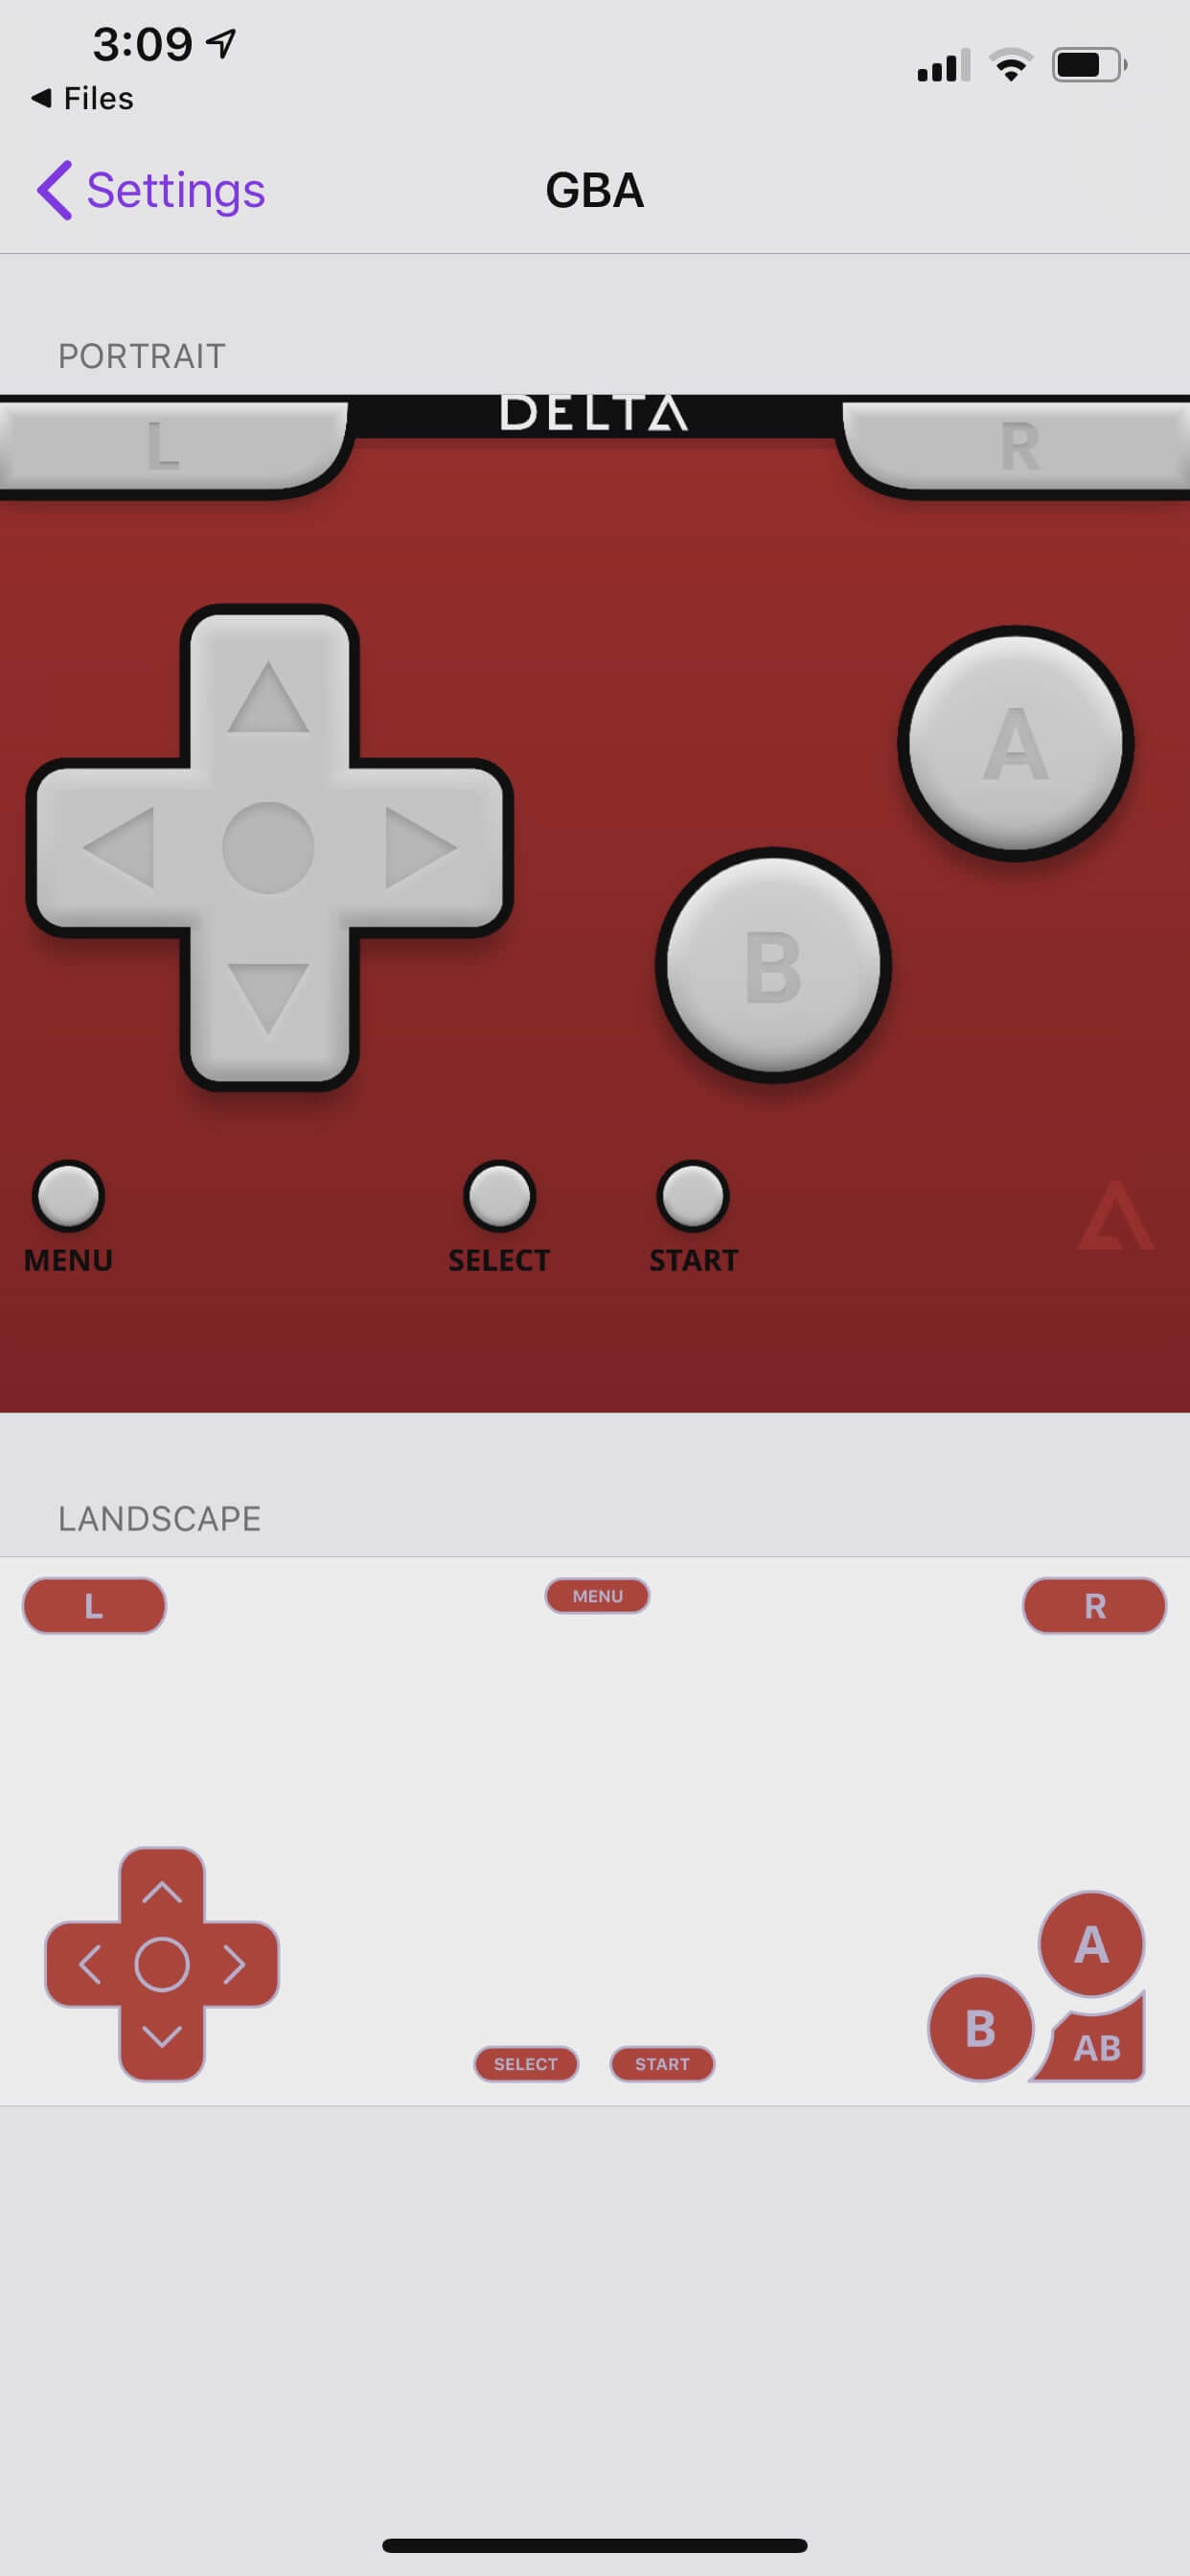 3:09
Files
Settings
GBA
PORTRAIT
L
DELTA
R
A
B
MENU
SELECT
START
LANDSCAPE
L
MENU
R
A
B
AB
SELECT
START